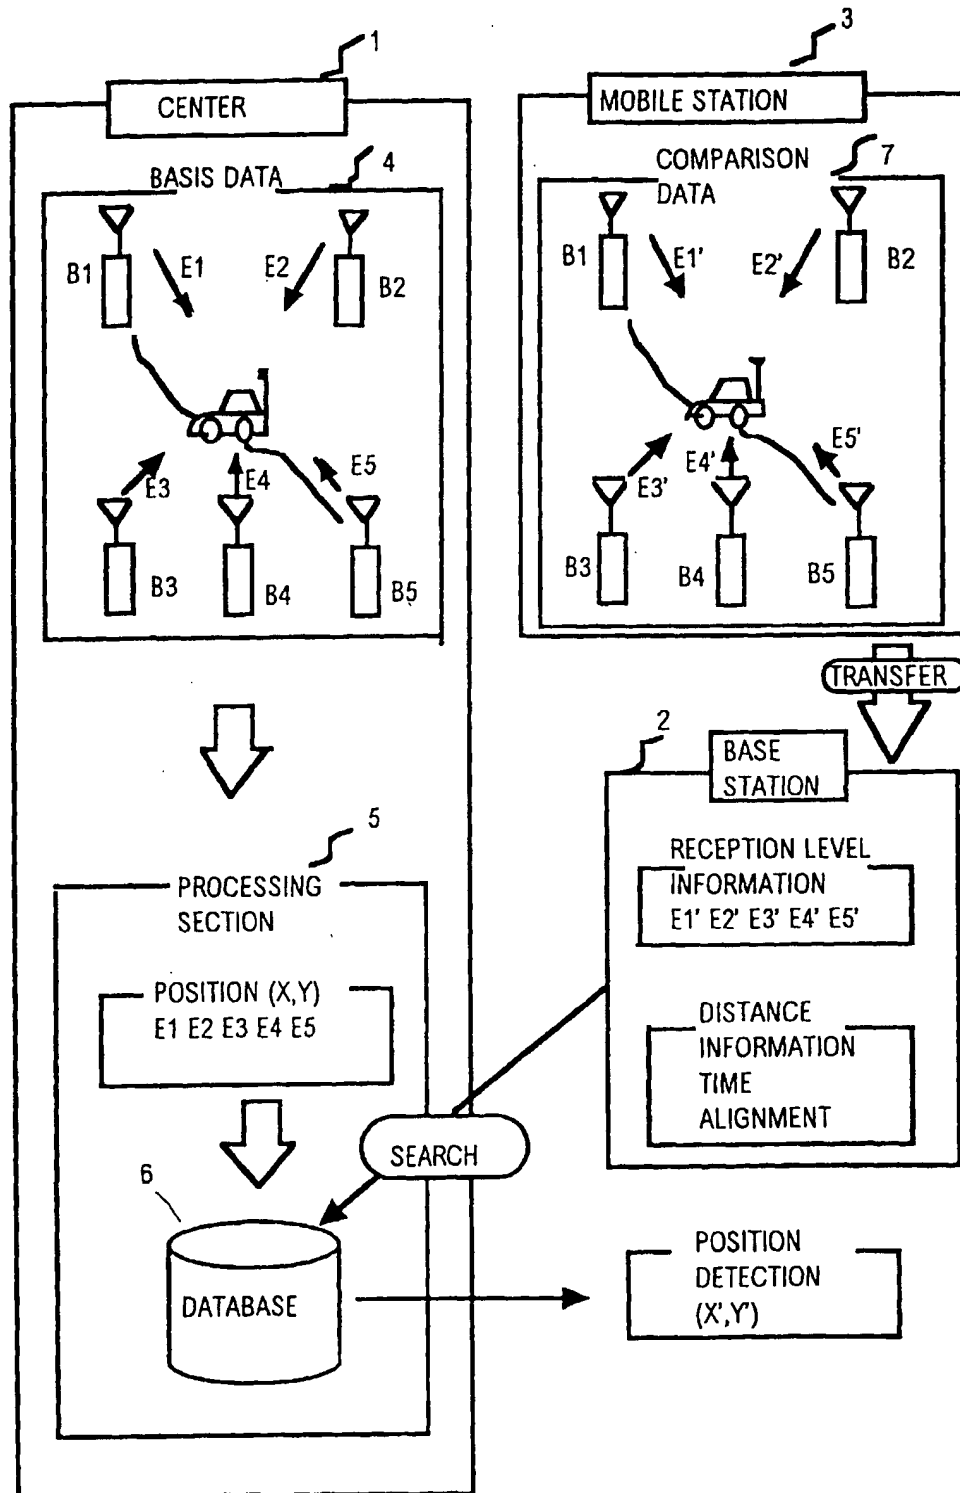 1
CENTER
BASIS DATA
4
B1
E1
E2
B2
E3
E4
E5
B3
B4
B5
5
PROCESSING
SECTION
POSITION (X,Y)
E1 E2 E3 E4 E5
6
DATABASE
SEARCH
3
MOBILE STATION
COMPARISON
DATA
7
B1
E1'
E2'
B2
E3'
E4'
E5'
B3
B4
B5
TRANSFER
2
BASE
STATION
RECEPTION LEVEL
INFORMATION
E1' E2' E3' E4' E5'
DISTANCE
INFORMATION
TIME
ALIGNMENT
POSITION
DETECTION
(X',Y')